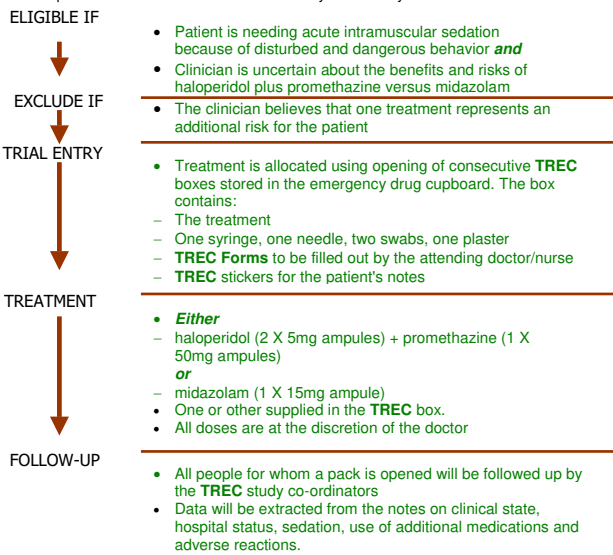 ELIGIBLE IF
• Patient is needing acute intramuscular sedation
because of disturbed and dangerous behavior and
• Clinician is uncertain about the benefits and risks of
haloperidol plus promethazine versus midazolam
EXCLUDE IF
• The clinician believes that one treatment represents an
additional risk for the patient
TRIAL ENTRY
• Treatment is allocated using opening of consecutive TREC
boxes stored in the emergency drug cupboard. The box
contains:
− The treatment
− One syringe, one needle, two swabs, one plaster
− TREC Forms to be filled out by the attending doctor/nurse
− TREC stickers for the patient's notes
TREATMENT
• Either
− haloperidol (2 X 5mg ampules) + promethazine (1 X
50mg ampules)
or
− midazolam (1 X 15mg ampule)
• One or other supplied in the TREC box.
• All doses are at the discretion of the doctor
FOLLOW-UP
• All people for whom a pack is opened will be followed up by
the TREC study co-ordinators
• Data will be extracted from the notes on clinical state,
hospital status, sedation, use of additional medications and
adverse reactions.